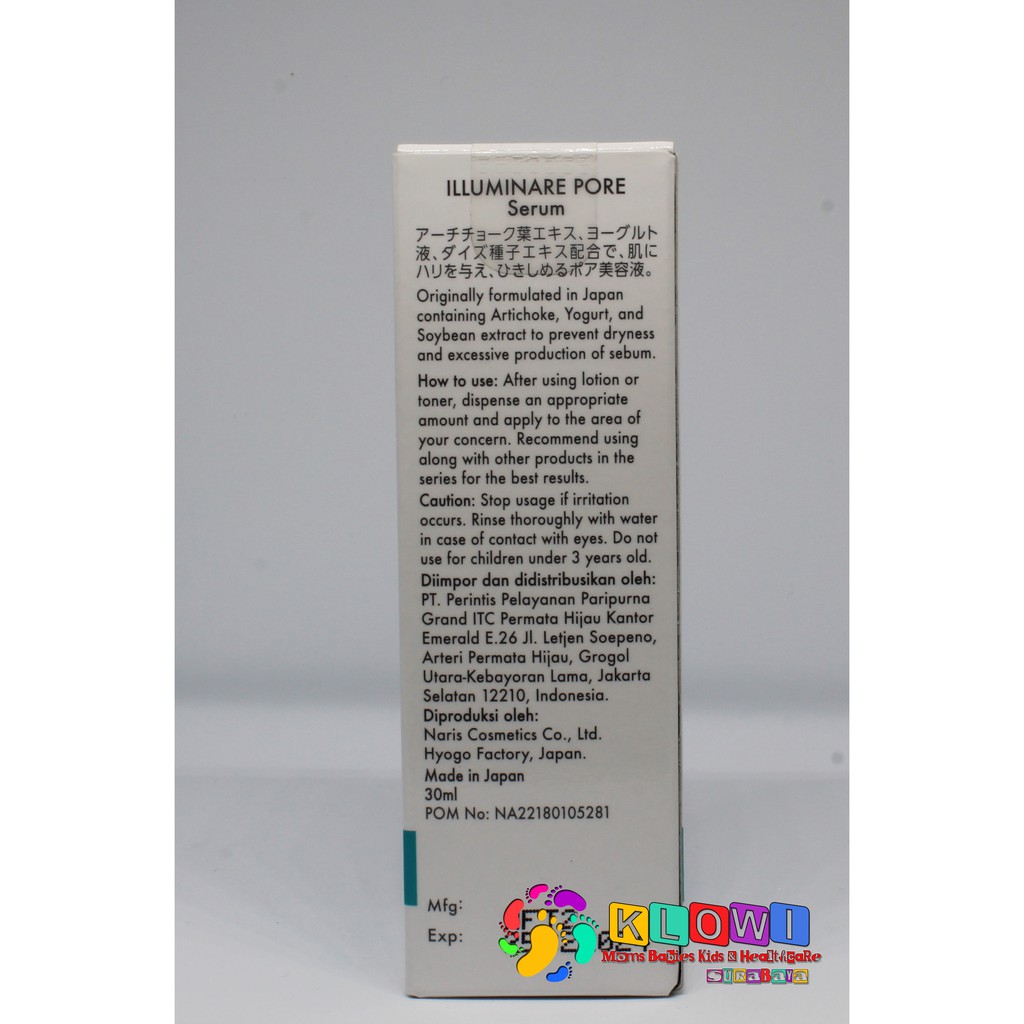 ILLUMINARE PORE
Serum
アーチチョーク葉エキス、ヨーグルト
液、ダイズ種子エキス配合で、肌に
ハリを与え、ひきしめるポア美容液。
Originally formulated in Japan
containing Artichoke, Yogurt, and
Soybean extract to prevent dryness
and excessive production of sebum.
How to use: After using lotion or
toner, dispense an appropriate
amount and apply to the area of
your concern. Recommend using
along with other products in the
series for the best results.
Caution: Stop usage if irritation
occurs. Rinse thoroughly with water
in case of contact with eyes. Do not
use for children under 3 years old.
Diimpor dan didistribusikan oleh:
PT. Perintis Pelayanan Paripurna
Grand ITC Permata Hijau Kantor
Emerald E.26 Jl. Letjen Soepeno,
Arteri Permata Hijau, Grogol
Utara-Kebayoran Lama, Jakarta
Selatan 12210, Indonesia.
Diproduksi oleh:
Naris Cosmetics Co., Ltd.
Hyogo Factory, Japan.
Made in Japan
30ml
POM No: NA22180105281
Mfg:
Exp:
KLOWI
Moms Babies Kids & HealthCare
SURABAYA